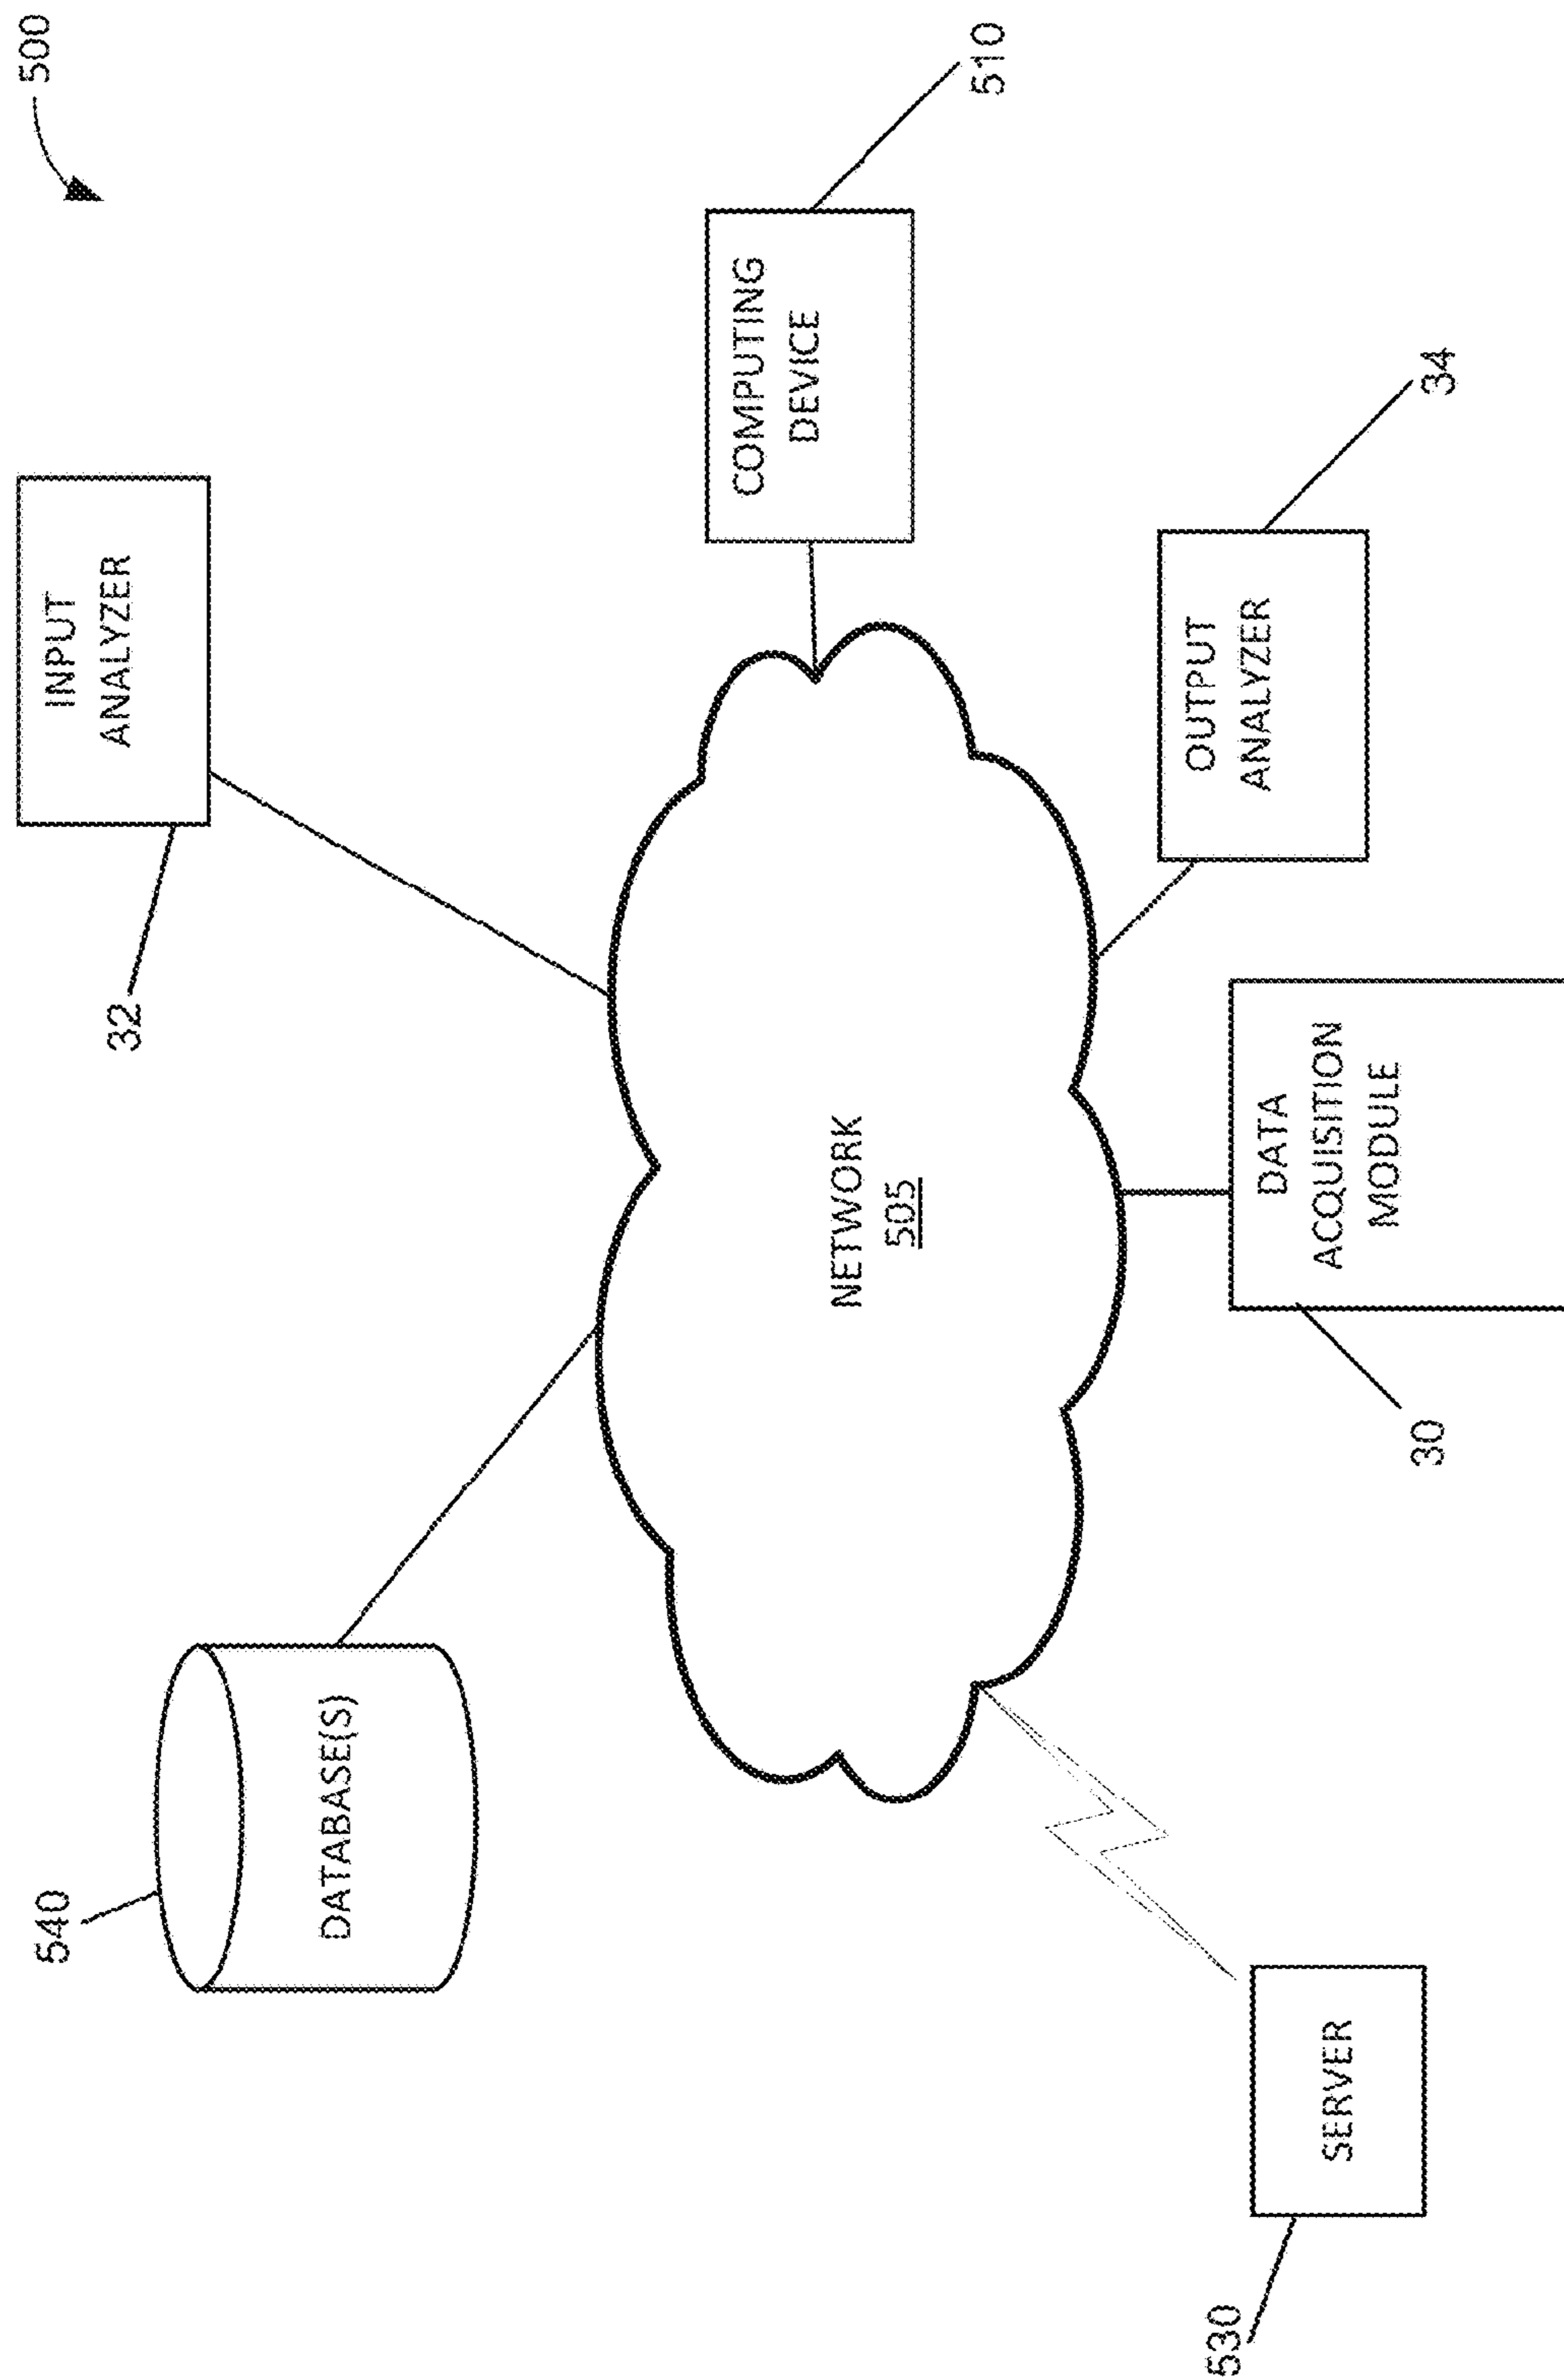 500
540
DATABASE(S)
32
INPUT
ANALYZER
NETWORK
505
COMPUTING
DEVICE
510
530
SERVER
30
DATA
ACQUISITION
MODULE
OUTPUT
ANALYZER
34